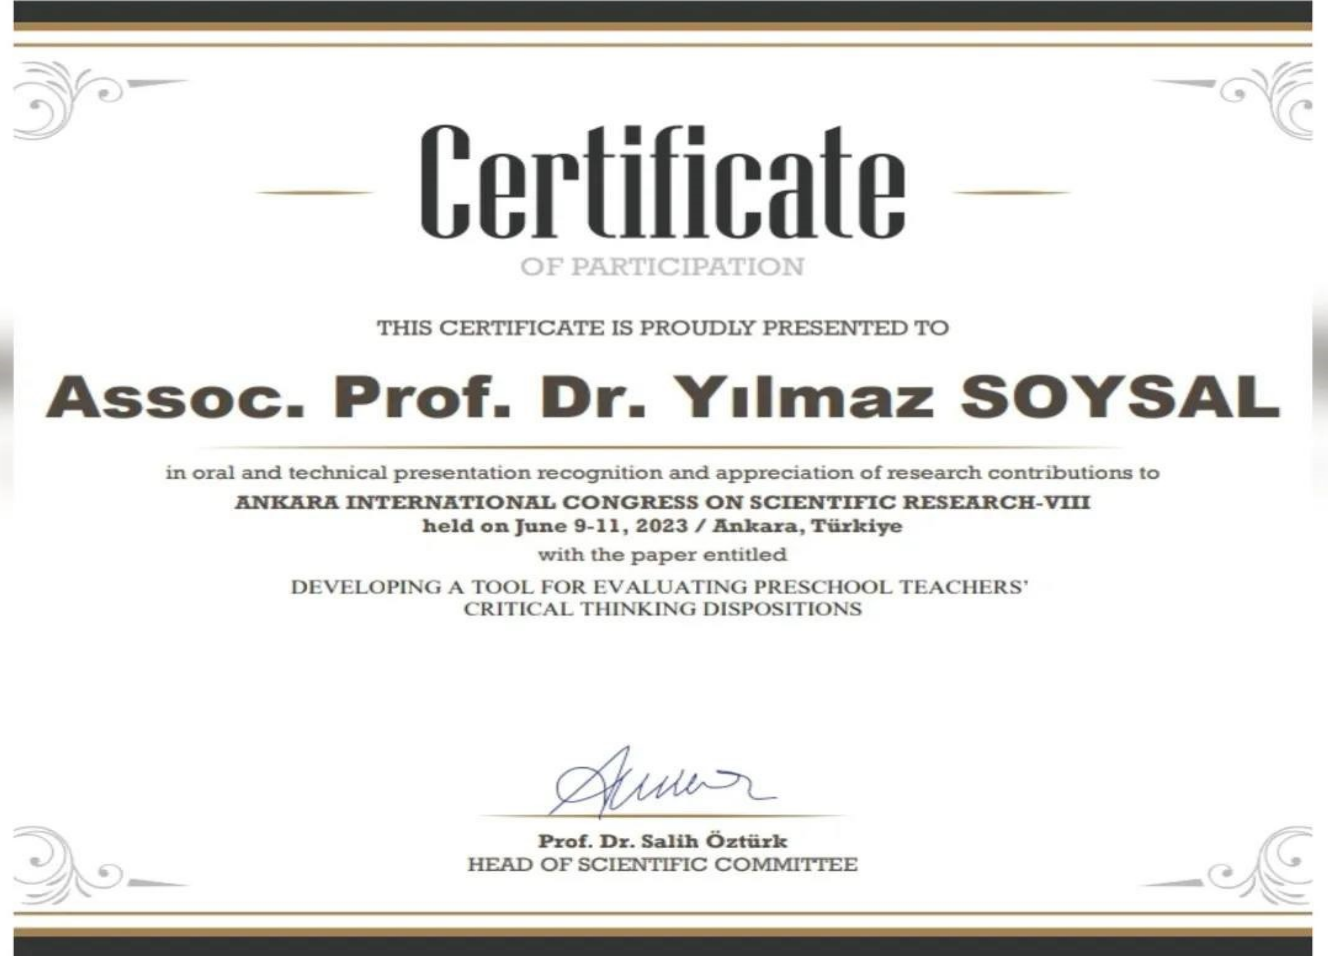 Certificate
OF PARTICIPATION
THIS CERTIFICATE IS PROUDLY PRESENTED TO
Assoc. Prof. Dr. Yılmaz SOYSAL
in oral and technical presentation recognition and appreciation of research contributions to
ANKARA INTERNATIONAL CONGRESS ON SCIENTIFIC RESEARCH-VIII
held on June 9-11, 2023 / Ankara, Türkiye
with the paper entitled
DEVELOPING A TOOL FOR EVALUATING PRESCHOOL TEACHERS’
CRITICAL THINKING DISPOSITIONS
Prof. Dr. Salih Öztürk
HEAD OF SCIENTIFIC COMMITTEE